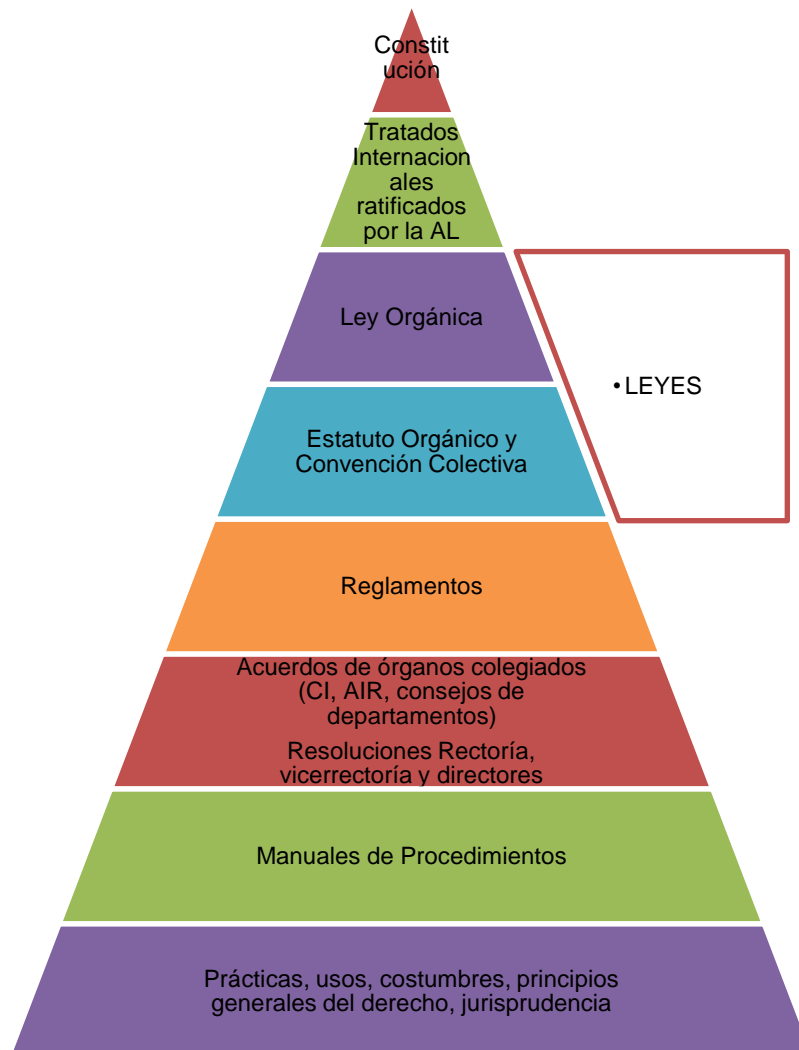 Constit
ución
Tratados
Internacion
ales
ratificados
por la AL
Ley Orgánica
• LEYES
Estatuto Orgánico y
Convención Colectiva
Reglamentos
Acuerdos de órganos colegiados
(CI, AIR, consejos de
departamentos)
Resoluciones Rectoría,
vicerrectoría y directores
Manuales de Procedimientos
Prácticas, usos, costumbres, principios
generales del derecho, jurisprudencia